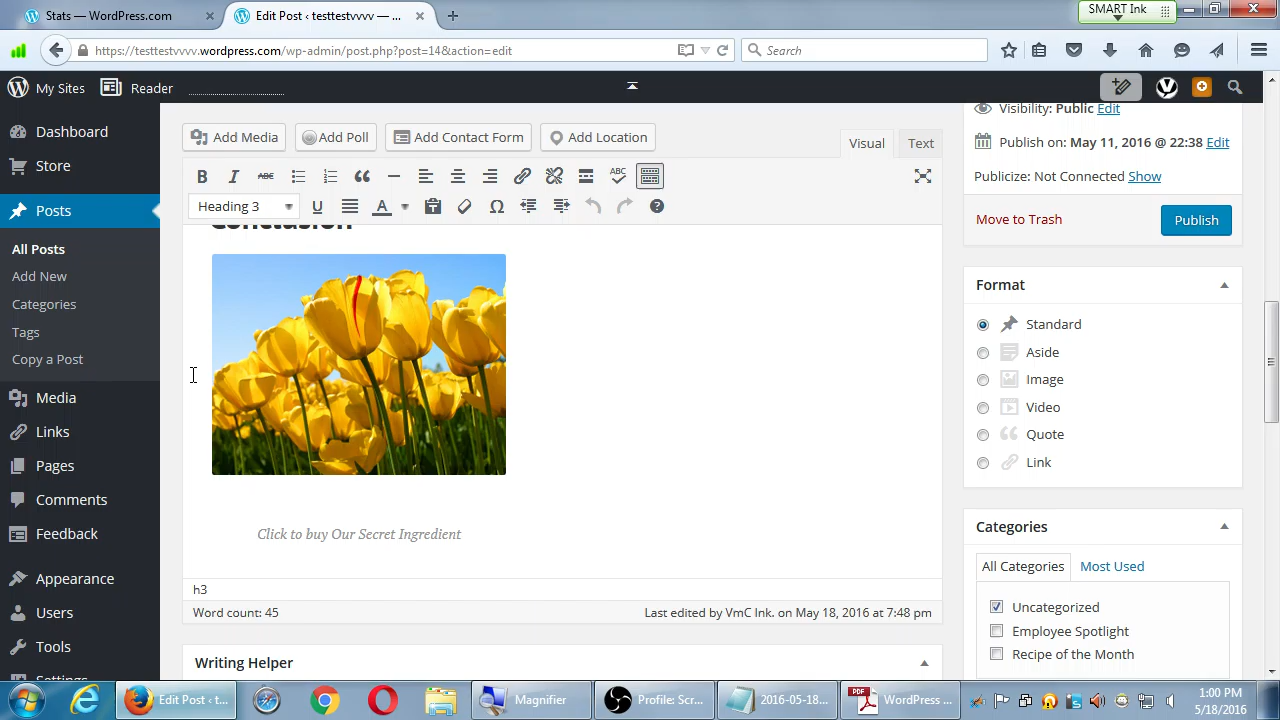 Stats — WordPress.com
Edit Post ‹ testtestvvvv — ...
SMART Ink
https://testtestvvvv.wordpress.com/wp-admin/post.php?post=14&action=edit
Search
My Sites
Reader
Dashboard
Store
Posts
All Posts
Add New
Categories
Tags
Copy a Post
Media
Links
Pages
Comments
Feedback
Appearance
Users
Tools
Settings
Add Media
Add Poll
Add Contact Form
Add Location
Visual
Text
B I ABC
ABC
Heading 3
U
A
Conclusion
Click to buy Our Secret Ingredient
h3
Word count: 45
Last edited by VmC Ink. on May 18, 2016 at 7:48 pm
Writing Helper
Visibility: Public Edit
Publish on: May 11, 2016 @ 22:38 Edit
Publicize: Not Connected Show
Move to Trash
Publish
Format
Standard
Aside
Image
Video
Quote
Link
Categories
All Categories
Most Used
Uncategorized
Employee Spotlight
Recipe of the Month
Edit Post ‹ t...
Magnifier
Profile: Scr...
2016-05-18...
PDF
WordPress ...
1:00 PM
5/18/2016